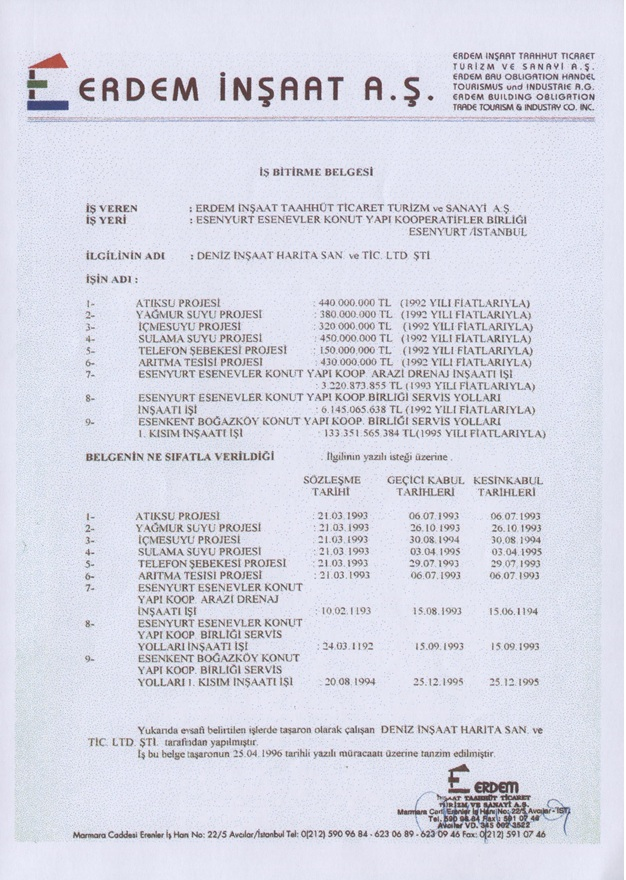 ERDEM İNŞAAT A.Ş.
ERDEM İNŞAAT TAAHHUT TICARET
TURİZM VE SANAYİ A.Ş.
ERDEM BAU OBLIGATION HANDEL
TOURISMUS und INDUSTRIE A.G.
ERDEM BUILDING OBLIGATION
TRADE TOURISM & INDUSTRY CO. INC.
İŞ BİTİRME BELGESİ
İŞ VEREN : ERDEM İNŞAAT TAAHHÜT TİCARET TURİZM ve SANAYİ A.Ş
İŞ YERİ : ESENYURT ESENEVLER KONUT YAPI KOOPERATIFLER BİRLİĞİ
ESENYURT /İSTANBUL
İLGİLİNİN ADI : DENİZ İNŞAAT HARİTA SAN. ve TİC. LTD. ŞTİ
İŞİN ADI :
1- ATIKSU PROJESİ : 440.000.000 TL (1992 YILI FİATLARIYLA)
2- YAĞMUR SUYU PROJESİ : 380.000.000 TL (1992 YILI FİATLARIYLA)
3- İÇMESUYU PROJESİ : 320.000.000 TL (1992 YILI FİATLARIYLA)
4- SULAMA SUYU PROJESİ : 450.000.000 TL (1992 YILI FİATLARIYLA)
5- TELEFON ŞEBEKESİ PROJESİ : 150.000.000 TL (1992 YILI FİATLARIYLA)
6- ARITMA TESİSİ PROJESİ : 430.000.000 TL (1992 YILI FİATLARIYLA)
7- ESENYURT ESENEVLER KONUT YAPI KOOP. ARAZİ DRENAJ İNŞAATI İŞİ
: 3.220.873.855 TL (1993 YILI FİATLARIYLA)
8- ESENYURT ESENEVLER KONUT YAPI KOOP.BİRLİĞİ SERVİS YOLLARI
İNŞAATI İŞİ : 6.145.065.638 TL (1992 YILI FİATLARIYLA)
9- ESENKENT BOĞAZKÖY KONUT YAPI KOOP. BİRLİĞİ SERVİS YOLLARI
1. KISIM İNŞAATI İŞİ : 133.351.565.384 TL(1995 YILI FİATLARIYLA)
BELGENİN NE SIFATLA VERİLDİĞİ : İlgilinin yazılı isteği üzerine .
SÖZLEŞME GEÇİCİ KABUL KESİNKABUL
TARİHİ TARİHLERİ TARİHLERİ
1- ATIKSU PROJESİ : 21.03.1993 06.07.1993 06.07.1993
2- YAĞMUR SUYU PROJESİ : 21.03.1993 26.10.1993 26.10.1993
3- İÇMESUYU PROJESİ : 21.03.1993 30.08.1994 30.08.1994
4- SULAMA SUYU PROJESİ : 21.03.1993 03.04.1995 03.04.1995
5- TELEFON ŞEBEKESİ PROJESİ : 21.03.1993 29.07.1993 29.07.1993
6- ARITMA TESİSİ PROJESİ : 21.03.1993 06.07.1993 06.07.1993
7- ESENYURT ESENEVLER KONUT
YAPI KOOP. ARAZİ DRENAJ
İNŞAATI İŞİ : 10.02.1193 15.08.1993 15.06.1194
8- ESENYURT ESENEVLER KONUT
YAPI KOOP. BİRLİĞİ SERVİS
YOLLARI İNŞAATI İŞİ : 24.03.1192 15.09.1993 15.09.1993
9- ESENKENT BOĞAZKÖY KONUT
YAPI KOOP. BİRLİĞİ SERVİS
YOLLARI 1. KISIM İNŞAATI İŞİ : 20.08.1994 25.12.1995 25.12.1995
Yukarıda evsafı belirtilen işlerde taşaron olarak çalışan DENİZ İNŞAAT HARİTA SAN. ve
TİC. LTD. ŞTİ. tarafından yapılmıştır.
İş bu belge taşaronun 25.04.1996 tarihli yazılı müracaatı üzerine tanzim edilmiştir.
ERDEM
İNŞAAT TAAHHÜT TİCARET
TURİZM VE SANAYİ A.Ş.
Marmara Cad. Erenler İş Hanı No: 22/5 Avcılar-İST.
Tel: 590 96 84 Fax: 591 07 46
Avcılar VD.
Marmara Caddesi Erenler İş Hanı No: 22/5 Avcılar/İstanbul Tel: 0(212) 590 96 84 - 623 06 89 - 623 09 46 Fax: 0(212) 591 07 46